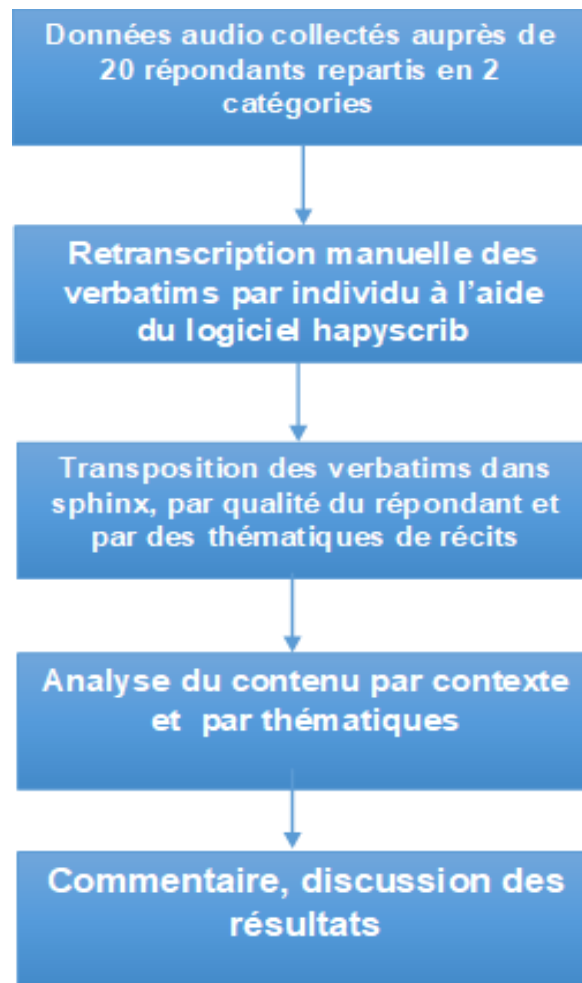 Données audio collectés auprès de
20 répondants repartis en 2
catégories
Retranscription manuelle des
verbatims par individu à l’aide
du logiciel hapyscrib
Transposition des verbatims dans
sphinx, par qualité du répondant et
par des thématiques de récits
Analyse du contenu par contexte
et par thématiques
Commentaire, discussion des
résultats